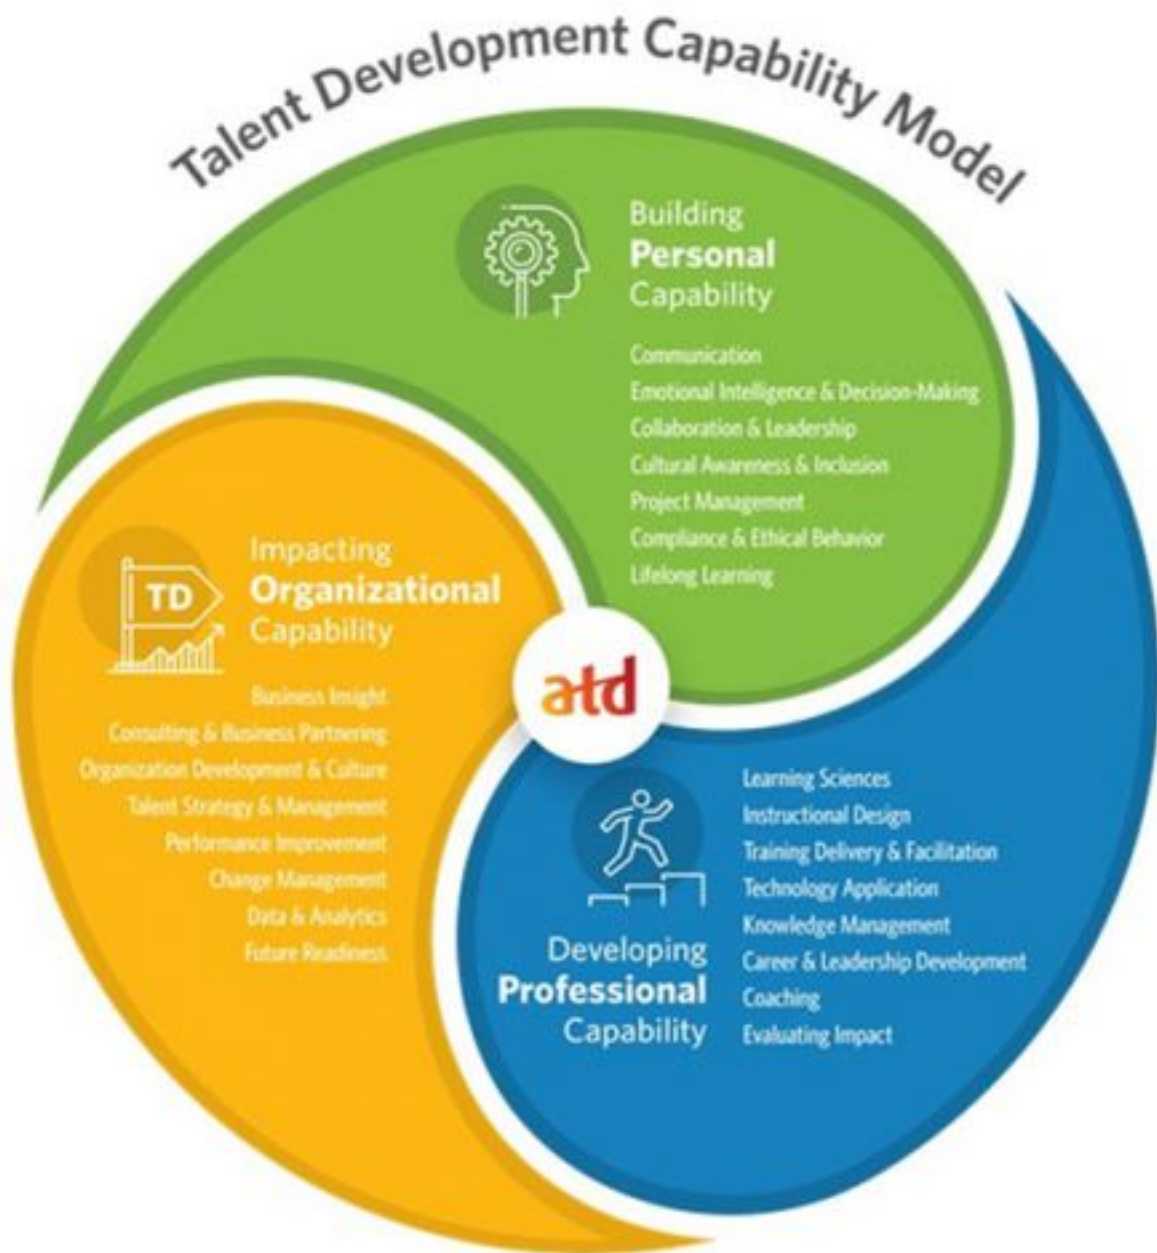 Talent Development Capability Model
Building
Personal
Capability
Communication
Emotional Intelligence & Decision-Making
Collaboration & Leadership
Cultural Awareness & Inclusion
Project Management
Compliance & Ethical Behavior
Lifelong Learning
TD
Impacting
Organizational
Capability
Business Insight
Consulting & Business Partnering
Organization Development & Culture
Talent Strategy & Management
Performance Improvement
Change Management
Data & Analytics
Future Readiness
atd
Developing
Professional
Capability
Learning Sciences
Instructional Design
Training Delivery & Facilitation
Technology Application
Knowledge Management
Career & Leadership Development
Coaching
Evaluating Impact